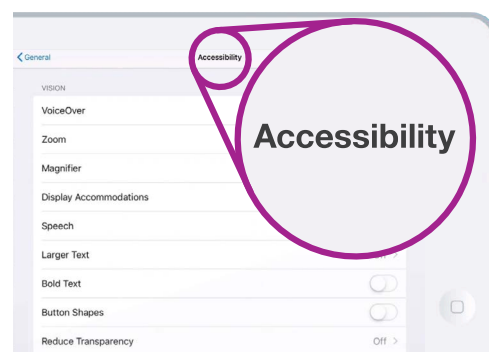 General
Accessibility
Accessibility
VISION
VoiceOver
Zoom
Magnifier
Display Accommodations
Speech
Larger Text
Bold Text
Button Shapes
Reduce Transparency Off